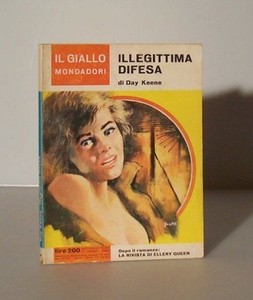 IL GIALLO
MONDADORI
ILLEGITTIMA
DIFESA
di Day Keene
lire 200
Dopo il romanzo:
LA RIVISTA DI ELLERY QUEEN